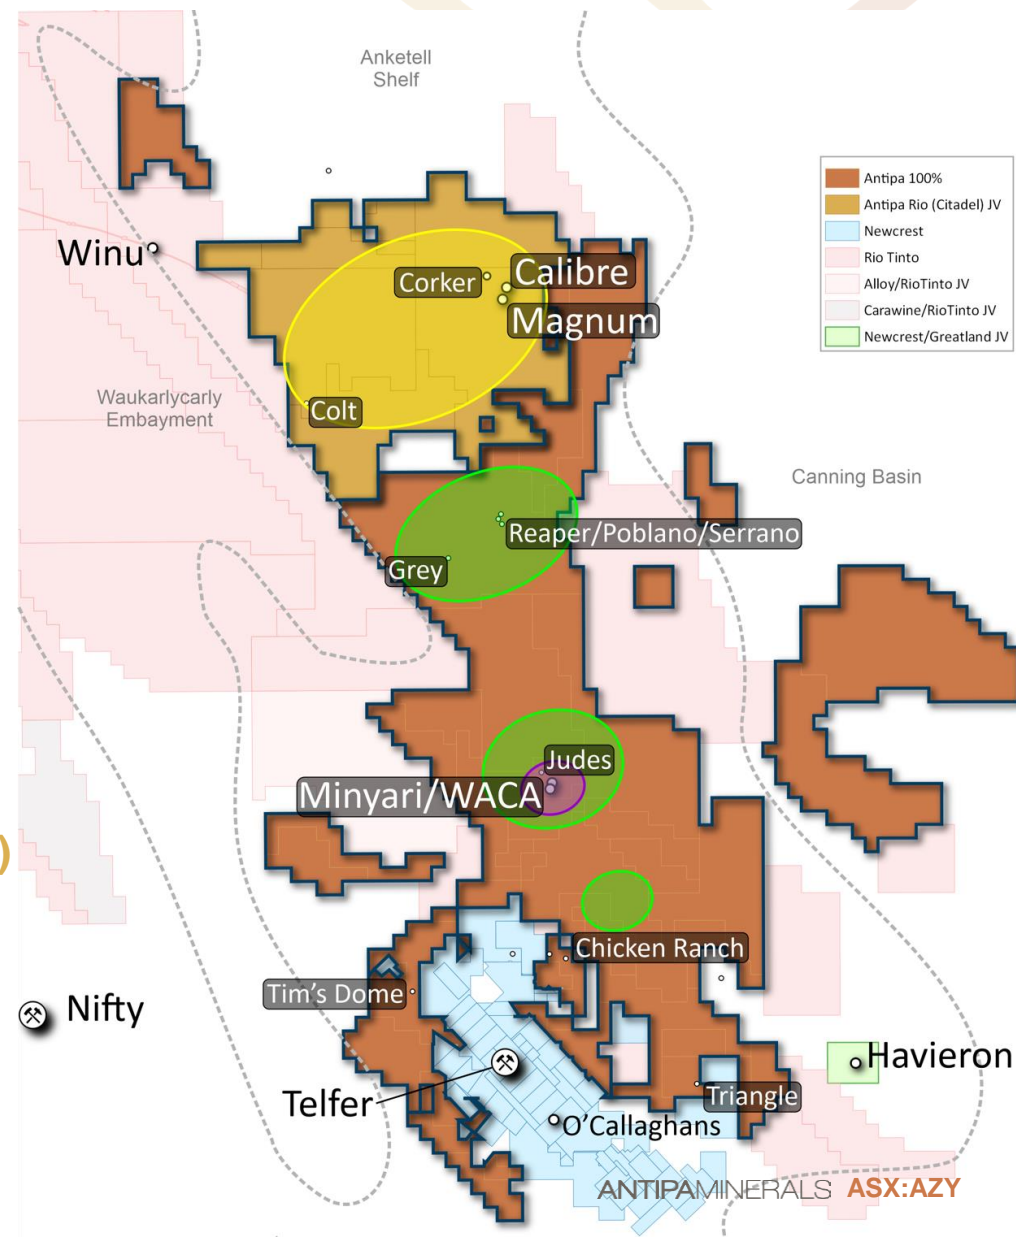 Anketell
Shelf
Antipa 100%
Antipa Rio (Citadel) JV
Newcrest
Rio Tinto
Alloy/RioTinto JV
Carawine/RioTinto JV
Newcrest/Greatland JV
Winu
Corker
Calibre
Magnum
Waukarlycarly
Embayment
Colt
Canning Basin
Reaper/Poblano/Serrano
Grey
Judes
Minyari/WACA
)
Chicken Ranch
Tim's Dome
Nifty
Havieron
Telfer
Triangle
O'Callaghans
ANTIPAMINERALS ASX:AZY